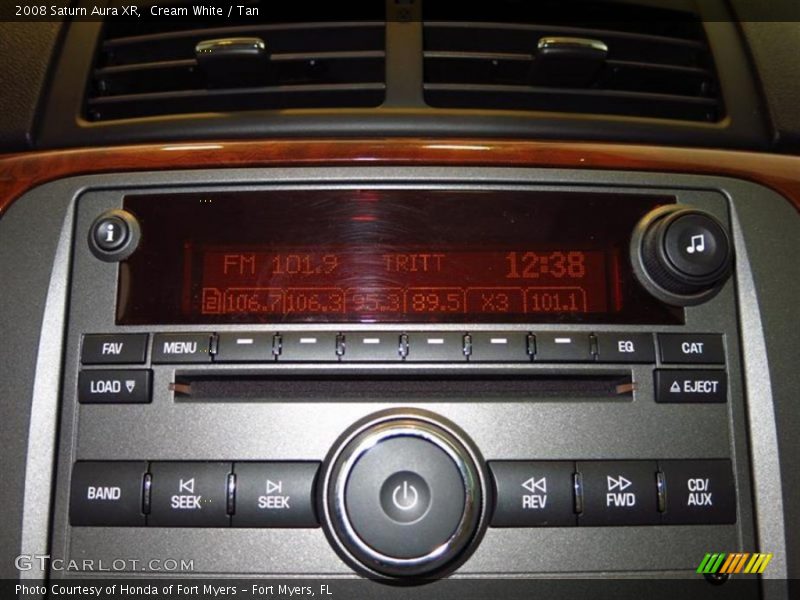 2008 Saturn Aura XR,  Cream White / Tan
i
FM 101.9 TRITT 12:38
2 106.7 106.3 95.3 89.5 X3 101.1
FAV MENU EQ CAT
LOAD EJECT
BAND SEEK SEEK REV FWD CD/AUX
GTCARLOT.COM
Photo Courtesy of Honda of Fort Myers - Fort Myers, FL